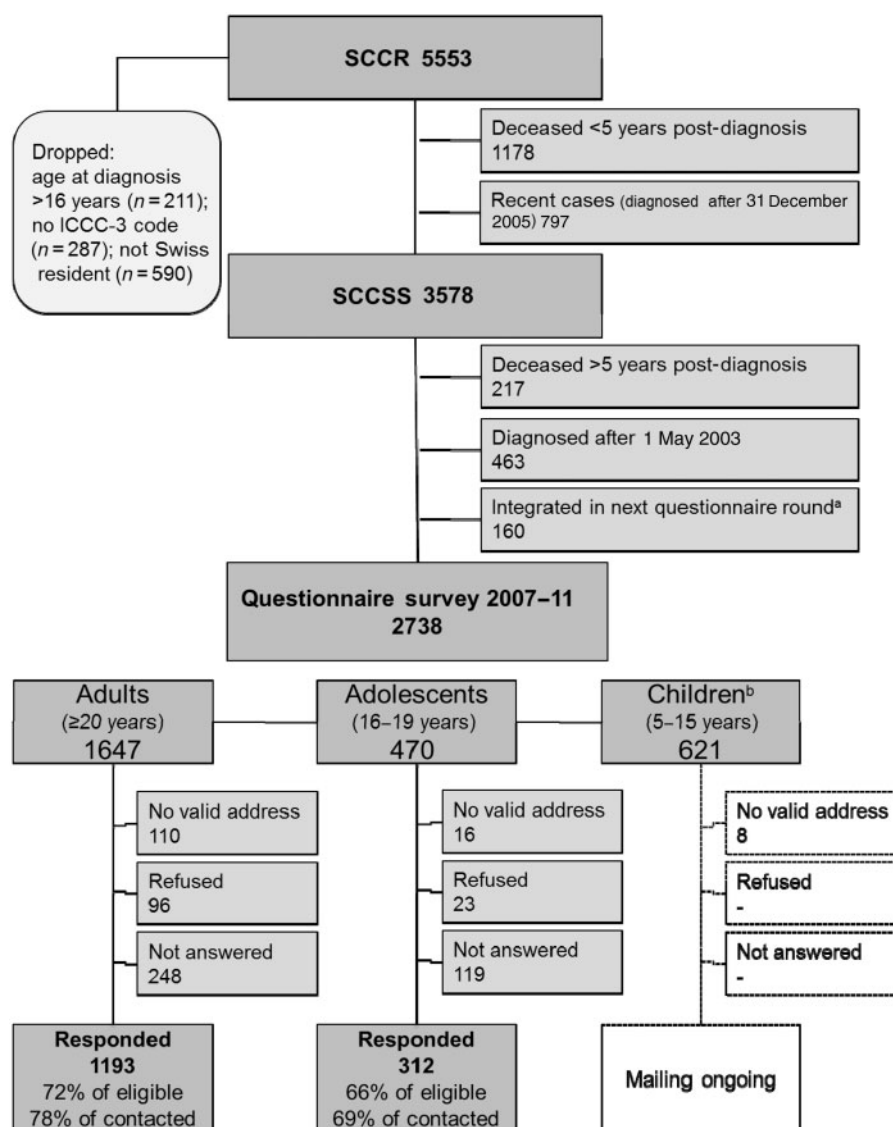 SCCR 5553
Dropped:
age at diagnosis
>16 years (n=211);
no ICCC-3 code
(n=287); not Swiss
resident (n=590)
Deceased <5 years post-diagnosis
1178
Recent cases (diagnosed after 31 December
2005) 797
SCCSS 3578
Deceased >5 years post-diagnosis
217
Diagnosed after 1 May 2003
463
Integrated in next questionnaire roundᵃ
160
Questionnaire survey 2007–11
2738
Adults
(≥20 years)
1647
No valid address
110
Refused
96
Not answered
248
Responded
1193
72% of eligible
78% of contacted
Adolescents
(16–19 years)
470
No valid address
16
Refused
23
Not answered
119
Responded
312
66% of eligible
69% of contacted
Childrenᵇ
(5–15 years)
621
No valid address
8
Refused
-
Not answered
-
Mailing ongoing